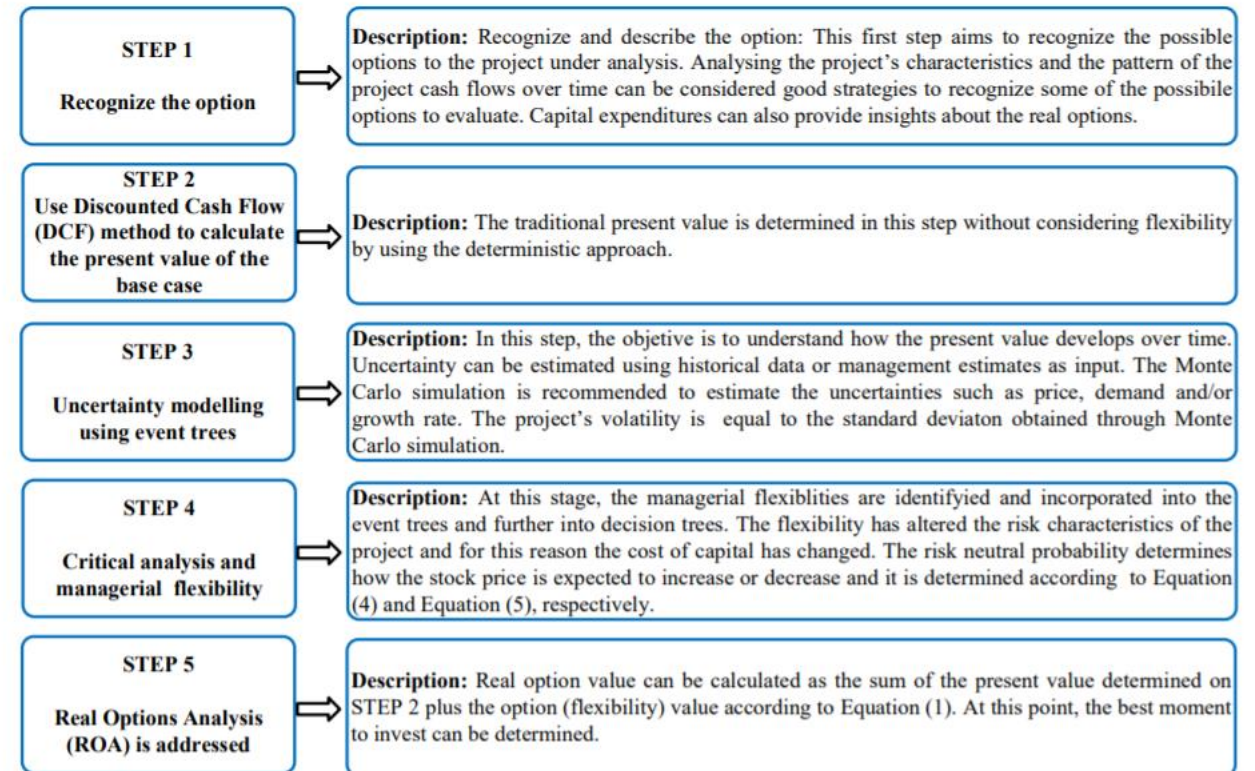 STEP 1
Recognize the option
Description: Recognize and describe the option: This first step aims to recognize the possible
options to the project under analysis. Analysing the project's characteristics and the pattern of the
project cash flows over time can be considered good strategies to recognize some of the possibile
options to evaluate. Capital expenditures can also provide insights about the real options.
STEP 2
Use Discounted Cash Flow
(DCF) method to calculate
the present value of the
base case
Description: The traditional present value is determined in this step without considering flexibility
by using the deterministic approach.
STEP 3
Uncertainty modelling
using event trees
Description: In this step, the objetive is to understand how the present value develops over time.
Uncertainty can be estimated using historical data or management estimates as input. The Monte
Carlo simulation is recommended to estimate the uncertainties such as price, demand and/or
growth rate. The project's volatility is equal to the standard deviaton obtained through Monte
Carlo simulation.
STEP 4
Critical analysis and
managerial flexibility
Description: At this stage, the managerial flexiblities are identifyied and incorporated into the
event trees and further into decision trees. The flexibility has altered the risk characteristics of the
project and for this reason the cost of capital has changed. The risk neutral probability determines
how the stock price is expected to increase or decrease and it is determined according to Equation
(4) and Equation (5), respectively.
STEP 5
Real Options Analysis
(ROA) is addressed
Description: Real option value can be calculated as the sum of the present value determined on
STEP 2 plus the option (flexibility) value according to Equation (1). At this point, the best moment
to invest can be determined.